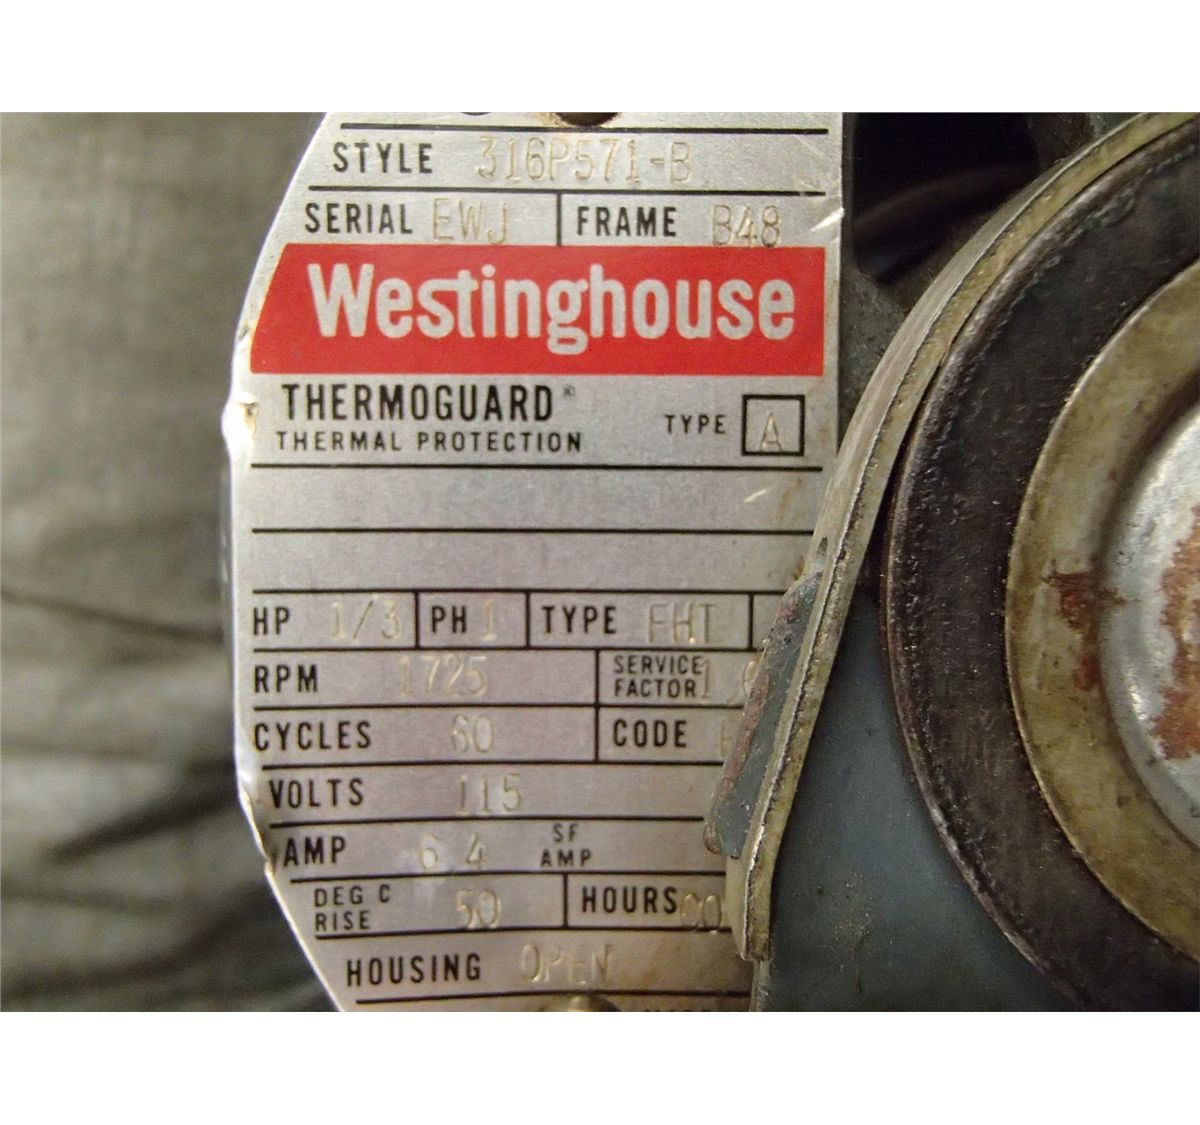 STYLE 316P571-B
SERIAL EWJ FRAME B48
Westinghouse
THERMOGUARD®
THERMAL PROTECTION TYPE A
HP 1/3 PH 1 TYPE FHT
RPM 1725 SERVICE FACTOR 1
CYCLES 60 CODE
VOLTS 115
AMP 6.4 SF AMP
DEG C RISE 50 HOURS
HOUSING OPEN